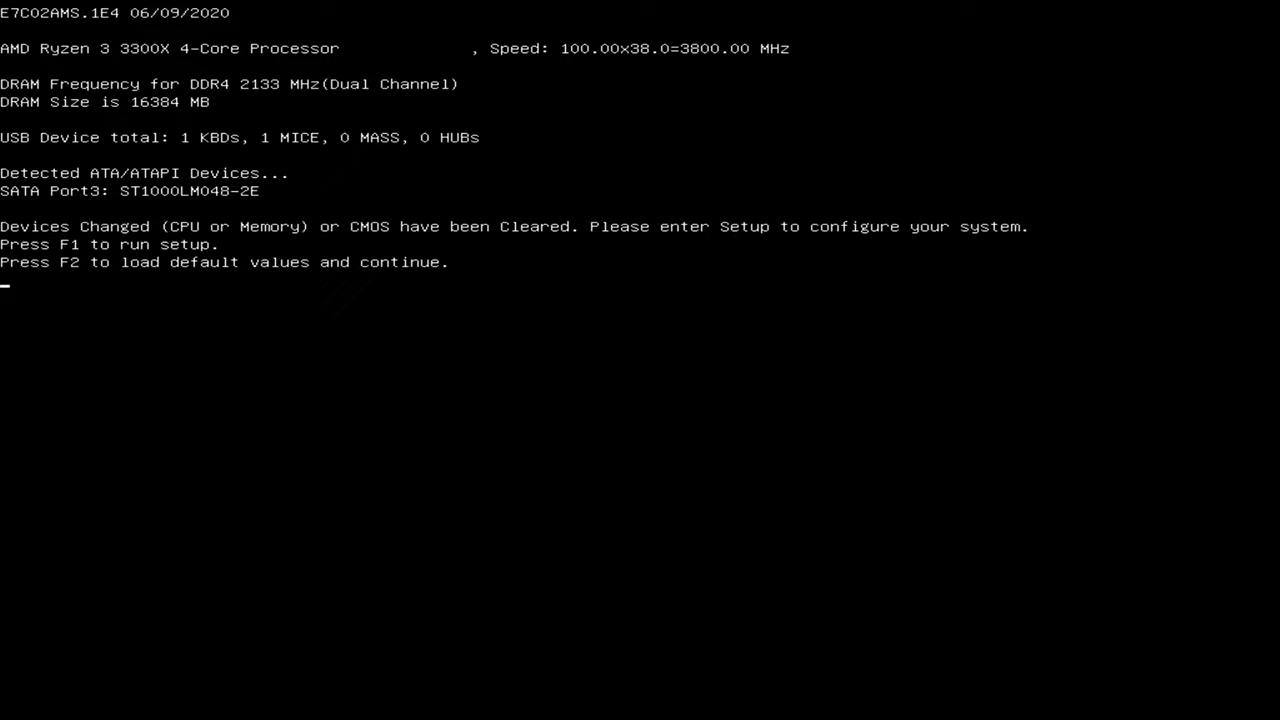 E7C02AMS.1E4 06/09/2020
AMD Ryzen 3 3300X 4-Core Processor , Speed: 100.00x38.0=3800.00 MHz
DRAM Frequency for DDR4 2133 MHz(Dual Channel)
DRAM Size is 16384 MB
USB Device total: 1 KBDs, 1 MICE, 0 MASS, 0 HUBs
Detected ATA/ATAPI Devices...
SATA Port3: ST1000LM048-2E
Devices Changed (CPU or Memory) or CMOS have been Cleared. Please enter Setup to configure your system.
Press F1 to run setup.
Press F2 to load default values and continue.